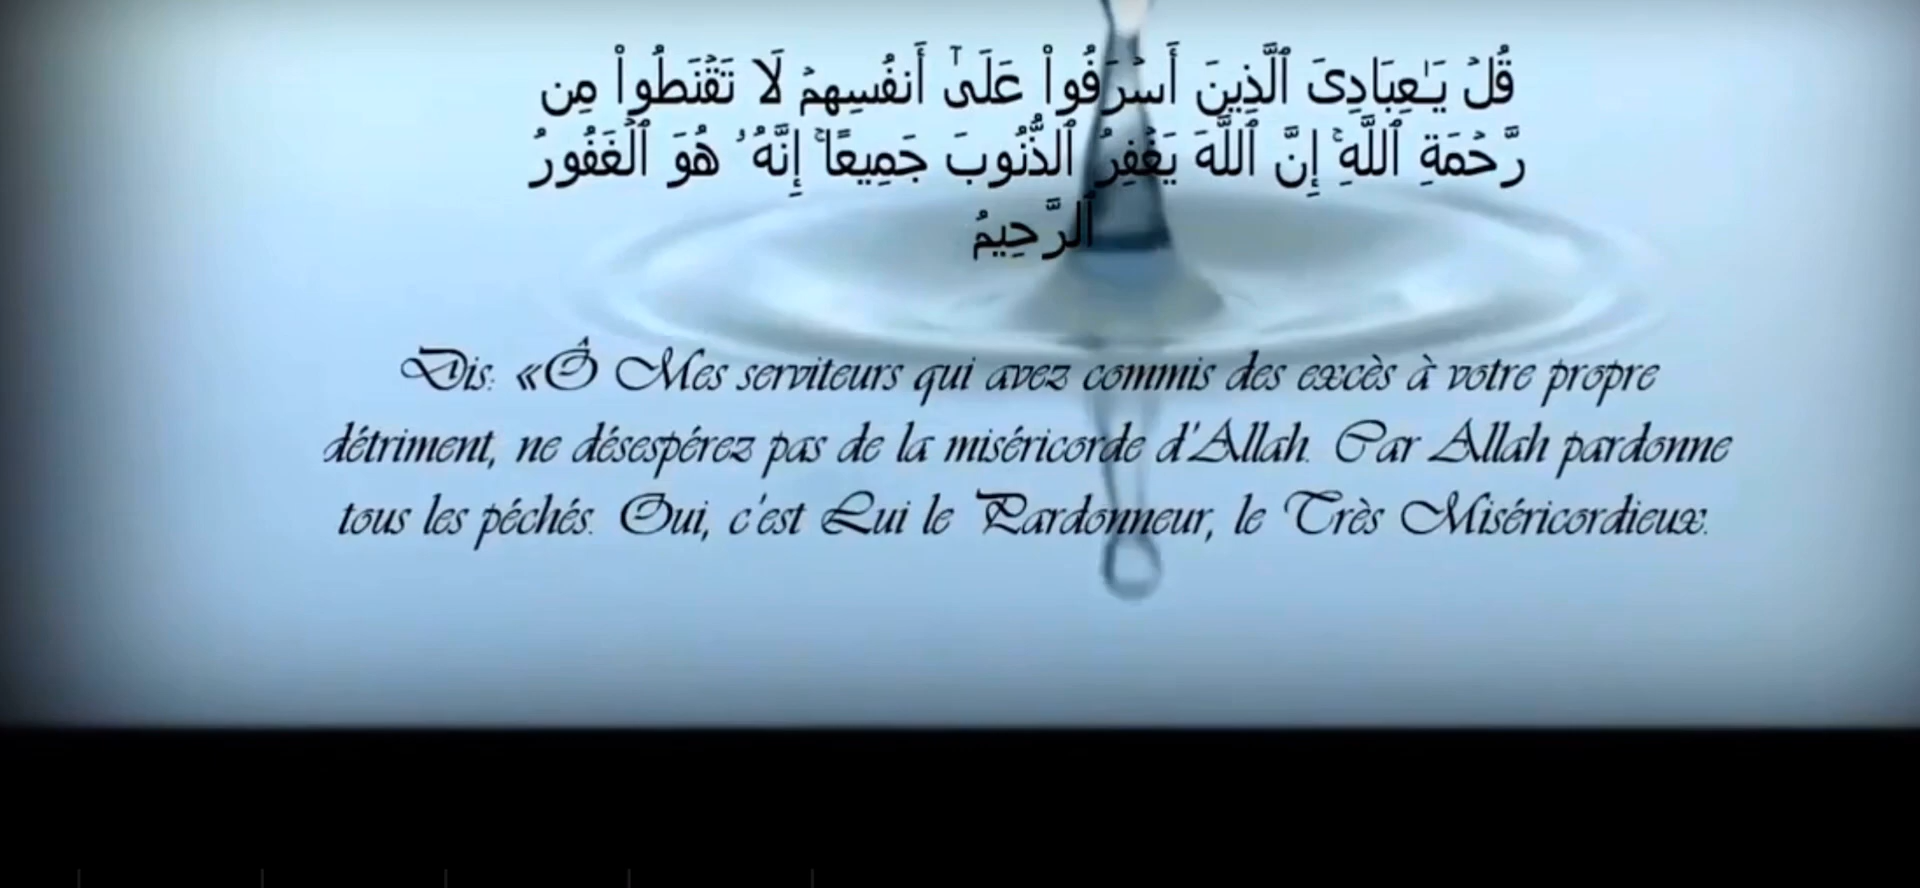 قُلْ يَـٰعِبَادِىَ ٱلَّذِينَ أَسْرَفُوا۟ عَلَىٰٓ أَنفُسِهِمْ لَا تَقْنَطُوا۟ مِن
رَّحْمَةِ ٱللَّهِ ۚ إِنَّ ٱللَّهَ يَغْفِرُ ٱلذُّنُوبَ جَمِيعًا ۚ إِنَّهُۥ هُوَ ٱلْغَفُورُ
ٱلرَّحِيمُ
Dis: «Ô Mes serviteurs qui avez commis des excès à votre propre
détriment, ne désespérez pas de la miséricorde d'Allah. Car Allah pardonne
tous les péchés. Oui, c'est Lui le Pardonneur, le Très Miséricordieux.